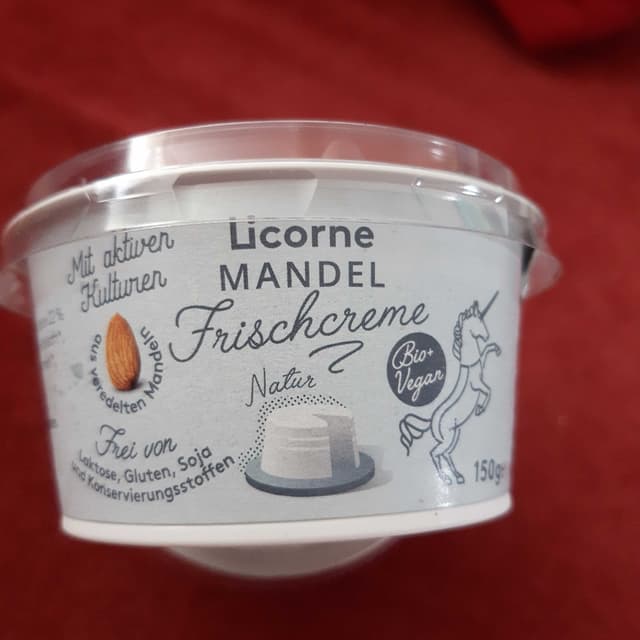 Licorne
MANDEL
Frischcreme
Natur
Mit aktiven
Kulturen
aus veredelten Mandeln
Frei von
Laktose, Gluten, Soja
und Konservierungsstoffen
Bio+
Vegan
150g